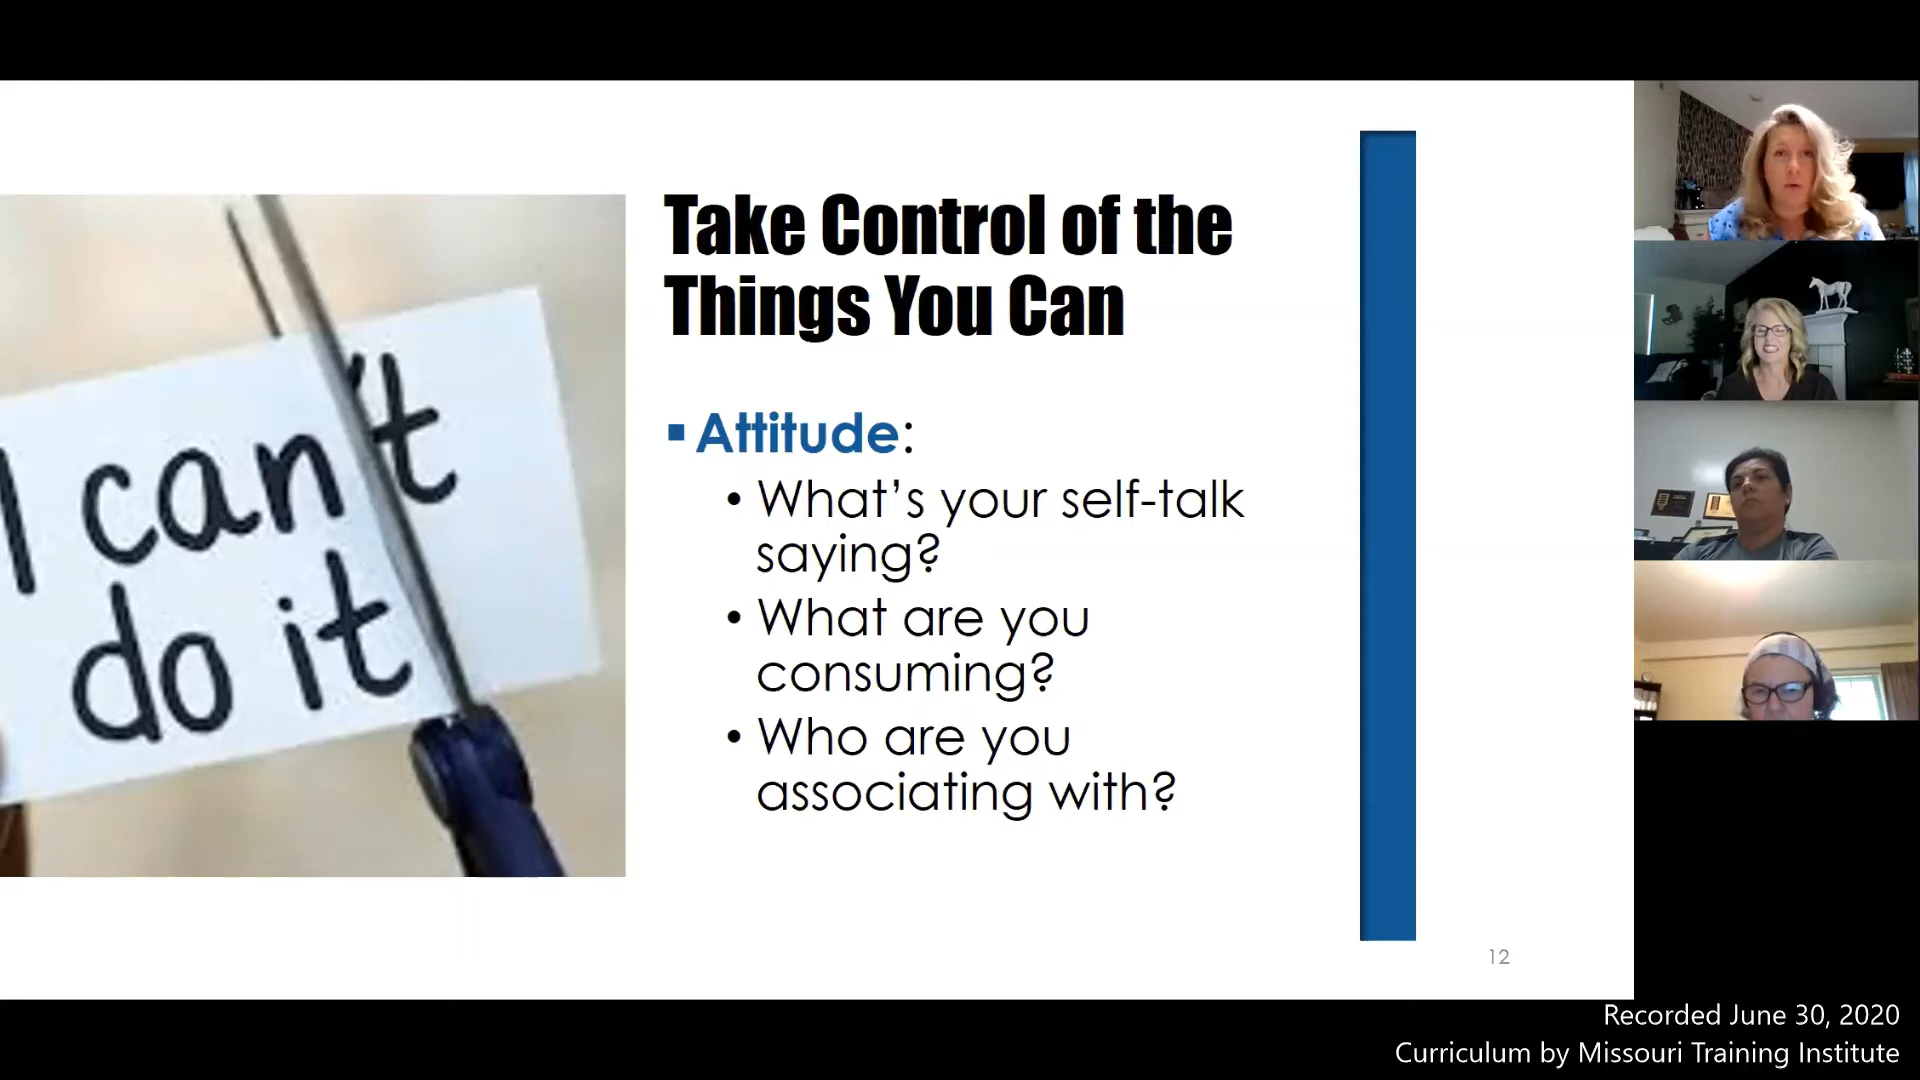 I can't
do it
Take Control of the
Things You Can
Attitude:
• What's your self-talk
saying?
• What are you
consuming?
• Who are you
associating with?
12
Recorded June 30, 2020
Curriculum by Missouri Training Institute